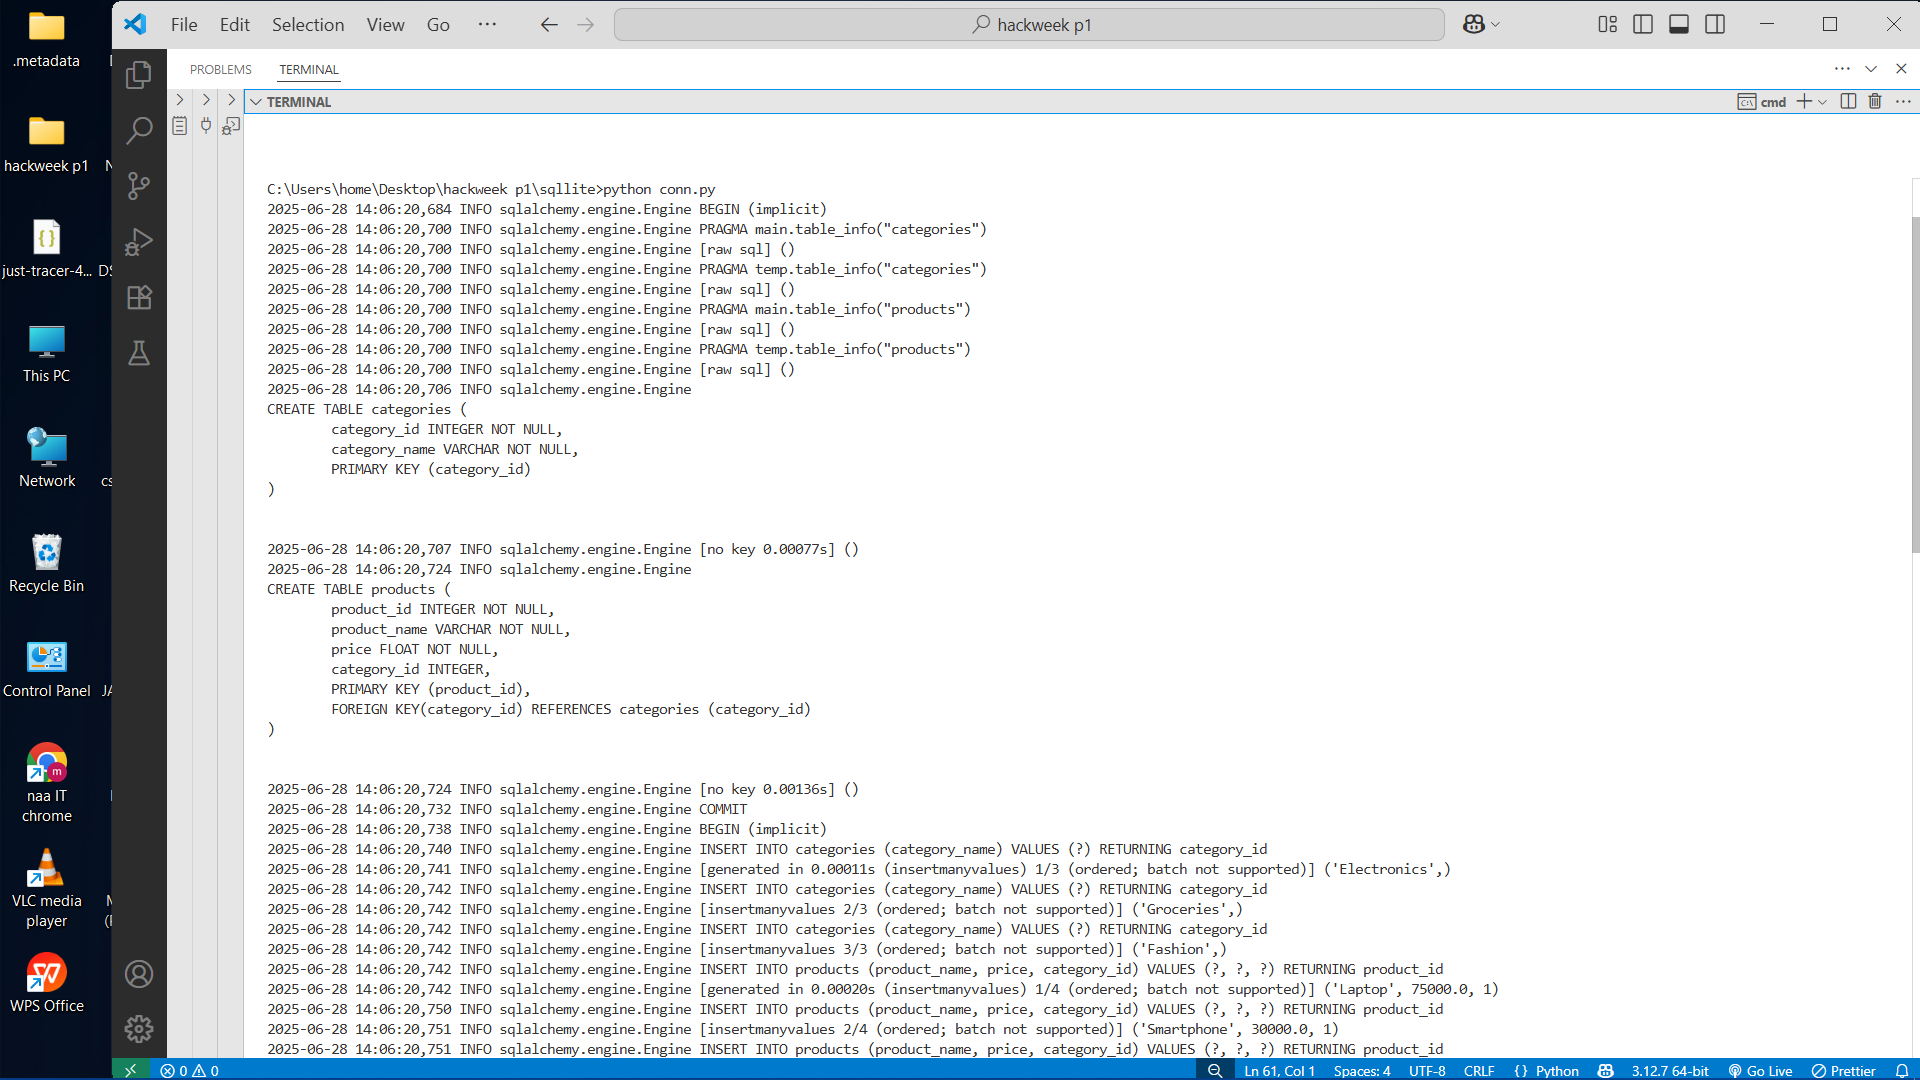 File Edit Selection View Go ··· hackweek p1
PROBLEMS TERMINAL
TERMINAL cmd
C:\Users\home\Desktop\hackweek p1\sqllite>python conn.py
2025-06-28 14:06:20,684 INFO sqlalchemy.engine.Engine BEGIN (implicit)
2025-06-28 14:06:20,700 INFO sqlalchemy.engine.Engine PRAGMA main.table_info("categories")
2025-06-28 14:06:20,700 INFO sqlalchemy.engine.Engine [raw sql] ()
2025-06-28 14:06:20,700 INFO sqlalchemy.engine.Engine PRAGMA temp.table_info("categories")
2025-06-28 14:06:20,700 INFO sqlalchemy.engine.Engine [raw sql] ()
2025-06-28 14:06:20,700 INFO sqlalchemy.engine.Engine PRAGMA main.table_info("products")
2025-06-28 14:06:20,700 INFO sqlalchemy.engine.Engine [raw sql] ()
2025-06-28 14:06:20,700 INFO sqlalchemy.engine.Engine PRAGMA temp.table_info("products")
2025-06-28 14:06:20,700 INFO sqlalchemy.engine.Engine [raw sql] ()
2025-06-28 14:06:20,706 INFO sqlalchemy.engine.Engine
CREATE TABLE categories (
category_id INTEGER NOT NULL,
category_name VARCHAR NOT NULL,
PRIMARY KEY (category_id)
)
2025-06-28 14:06:20,707 INFO sqlalchemy.engine.Engine [no key 0.00077s] ()
2025-06-28 14:06:20,724 INFO sqlalchemy.engine.Engine
CREATE TABLE products (
product_id INTEGER NOT NULL,
product_name VARCHAR NOT NULL,
price FLOAT NOT NULL,
category_id INTEGER,
PRIMARY KEY (product_id),
FOREIGN KEY(category_id) REFERENCES categories (category_id)
)
2025-06-28 14:06:20,724 INFO sqlalchemy.engine.Engine [no key 0.00136s] ()
2025-06-28 14:06:20,732 INFO sqlalchemy.engine.Engine COMMIT
2025-06-28 14:06:20,738 INFO sqlalchemy.engine.Engine BEGIN (implicit)
2025-06-28 14:06:20,740 INFO sqlalchemy.engine.Engine INSERT INTO categories (category_name) VALUES (?) RETURNING category_id
2025-06-28 14:06:20,741 INFO sqlalchemy.engine.Engine [generated in 0.00011s (insertmanyvalues) 1/3 (ordered; batch not supported)] ('Electronics',)
2025-06-28 14:06:20,742 INFO sqlalchemy.engine.Engine INSERT INTO categories (category_name) VALUES (?) RETURNING category_id
2025-06-28 14:06:20,742 INFO sqlalchemy.engine.Engine [insertmanyvalues 2/3 (ordered; batch not supported)] ('Groceries',)
2025-06-28 14:06:20,742 INFO sqlalchemy.engine.Engine INSERT INTO categories (category_name) VALUES (?) RETURNING category_id
2025-06-28 14:06:20,742 INFO sqlalchemy.engine.Engine [insertmanyvalues 3/3 (ordered; batch not supported)] ('Fashion',)
2025-06-28 14:06:20,742 INFO sqlalchemy.engine.Engine INSERT INTO products (product_name, price, category_id) VALUES (?, ?, ?) RETURNING product_id
2025-06-28 14:06:20,742 INFO sqlalchemy.engine.Engine [generated in 0.00020s (insertmanyvalues) 1/4 (ordered; batch not supported)] ('Laptop', 75000.0, 1)
2025-06-28 14:06:20,750 INFO sqlalchemy.engine.Engine INSERT INTO products (product_name, price, category_id) VALUES (?, ?, ?) RETURNING product_id
2025-06-28 14:06:20,751 INFO sqlalchemy.engine.Engine [insertmanyvalues 2/4 (ordered; batch not supported)] ('Smartphone', 30000.0, 1)
2025-06-28 14:06:20,751 INFO sqlalchemy.engine.Engine INSERT INTO products (product_name, price, category_id) VALUES (?, ?, ?) RETURNING product_id
0 0 Ln 61, Col 1 Spaces: 4 UTF-8 CRLF {} Python 3.12.7 64-bit Go Live Prettier
.metadata
hackweek p1
just-tracer-4... DS
This PC
Network
cs
Recycle Bin
Control Panel
JA
naa IT
chrome
VLC media
player
WPS Office